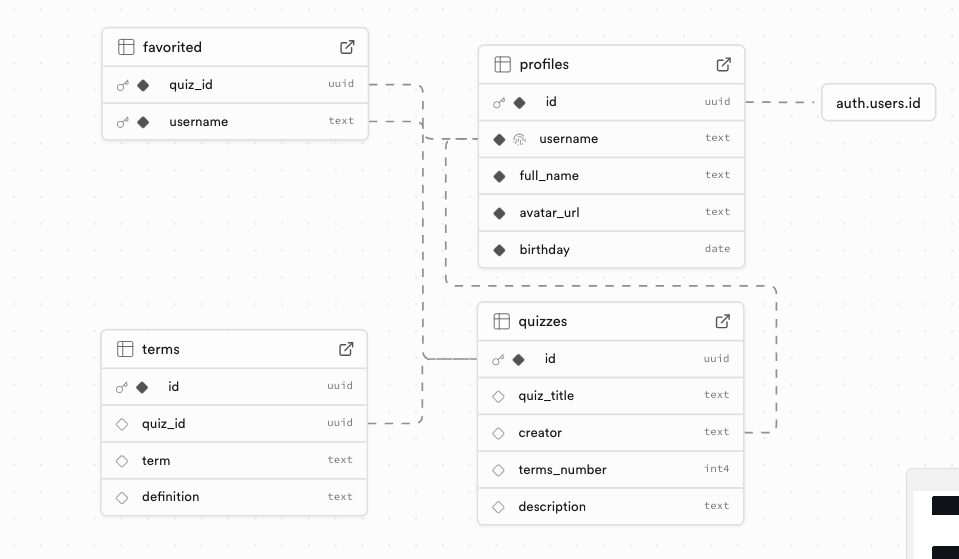 favorited
quiz_id uuid
username text
profiles
id uuid
username text
full_name text
avatar_url text
birthday date
auth.users.id
terms
id uuid
quiz_id uuid
term text
definition text
quizzes
id uuid
quiz_title text
creator text
terms_number int4
description text